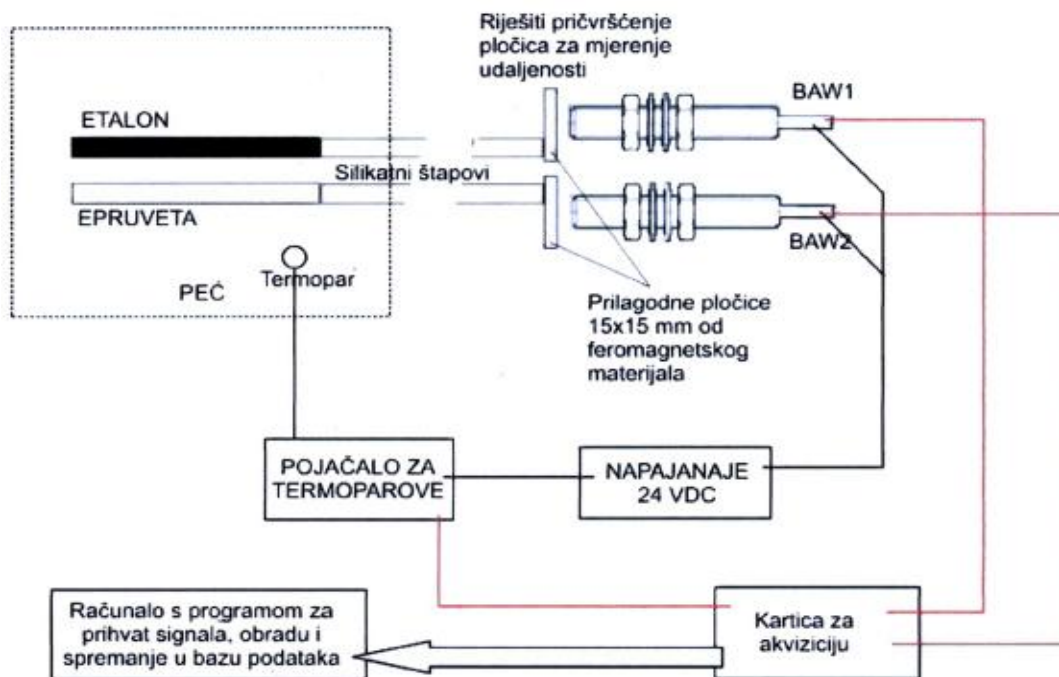 Riješiti pričvršćenje
pločica za mjerenje
udaljenosti
BAW1
ETALON
Silikatni štapovi
EPRUVETA
BAW2
Termopar
PEĆ
Prilagodne pločice
15x15 mm od
feromagnetskog
materijala
POJAČALO ZA
TERMOPAROVE
NAPAJANAJE
24 VDC
Računalo s programom za
prihvat signala, obradu i
spremanje u bazu podataka
Kartica za
akviziciju